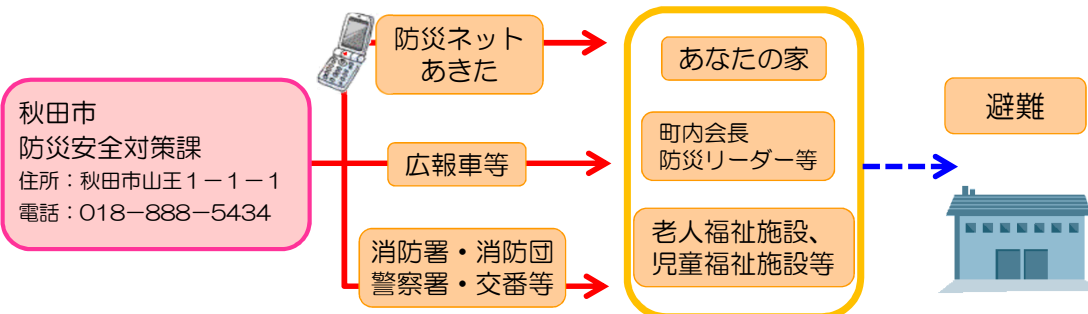 秋田市
防災安全対策課
住所：秋田市山王１－１－１
電話：018－888－5434
防災ネット
あきた
広報車等
消防署・消防団
警察署・交番等
あなたの家
町内会長
防災リーダー等
老人福祉施設、
児童福祉施設等
避難